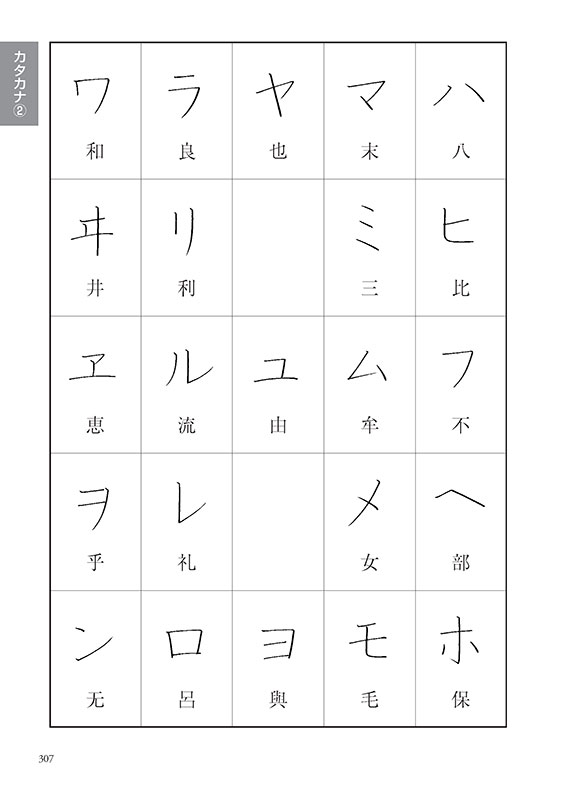 カタカナ②
ハ
八
ヒ
比
フ
不
ヘ
部
ホ
保
マ
末
ミ
三
ム
牟
メ
女
モ
毛
ヤ
也
ユ
由
ヨ
與
ラ
良
リ
利
ル
流
レ
礼
ロ
呂
ワ
和
ヰ
井
ヱ
恵
ヲ
乎
ン
无
307